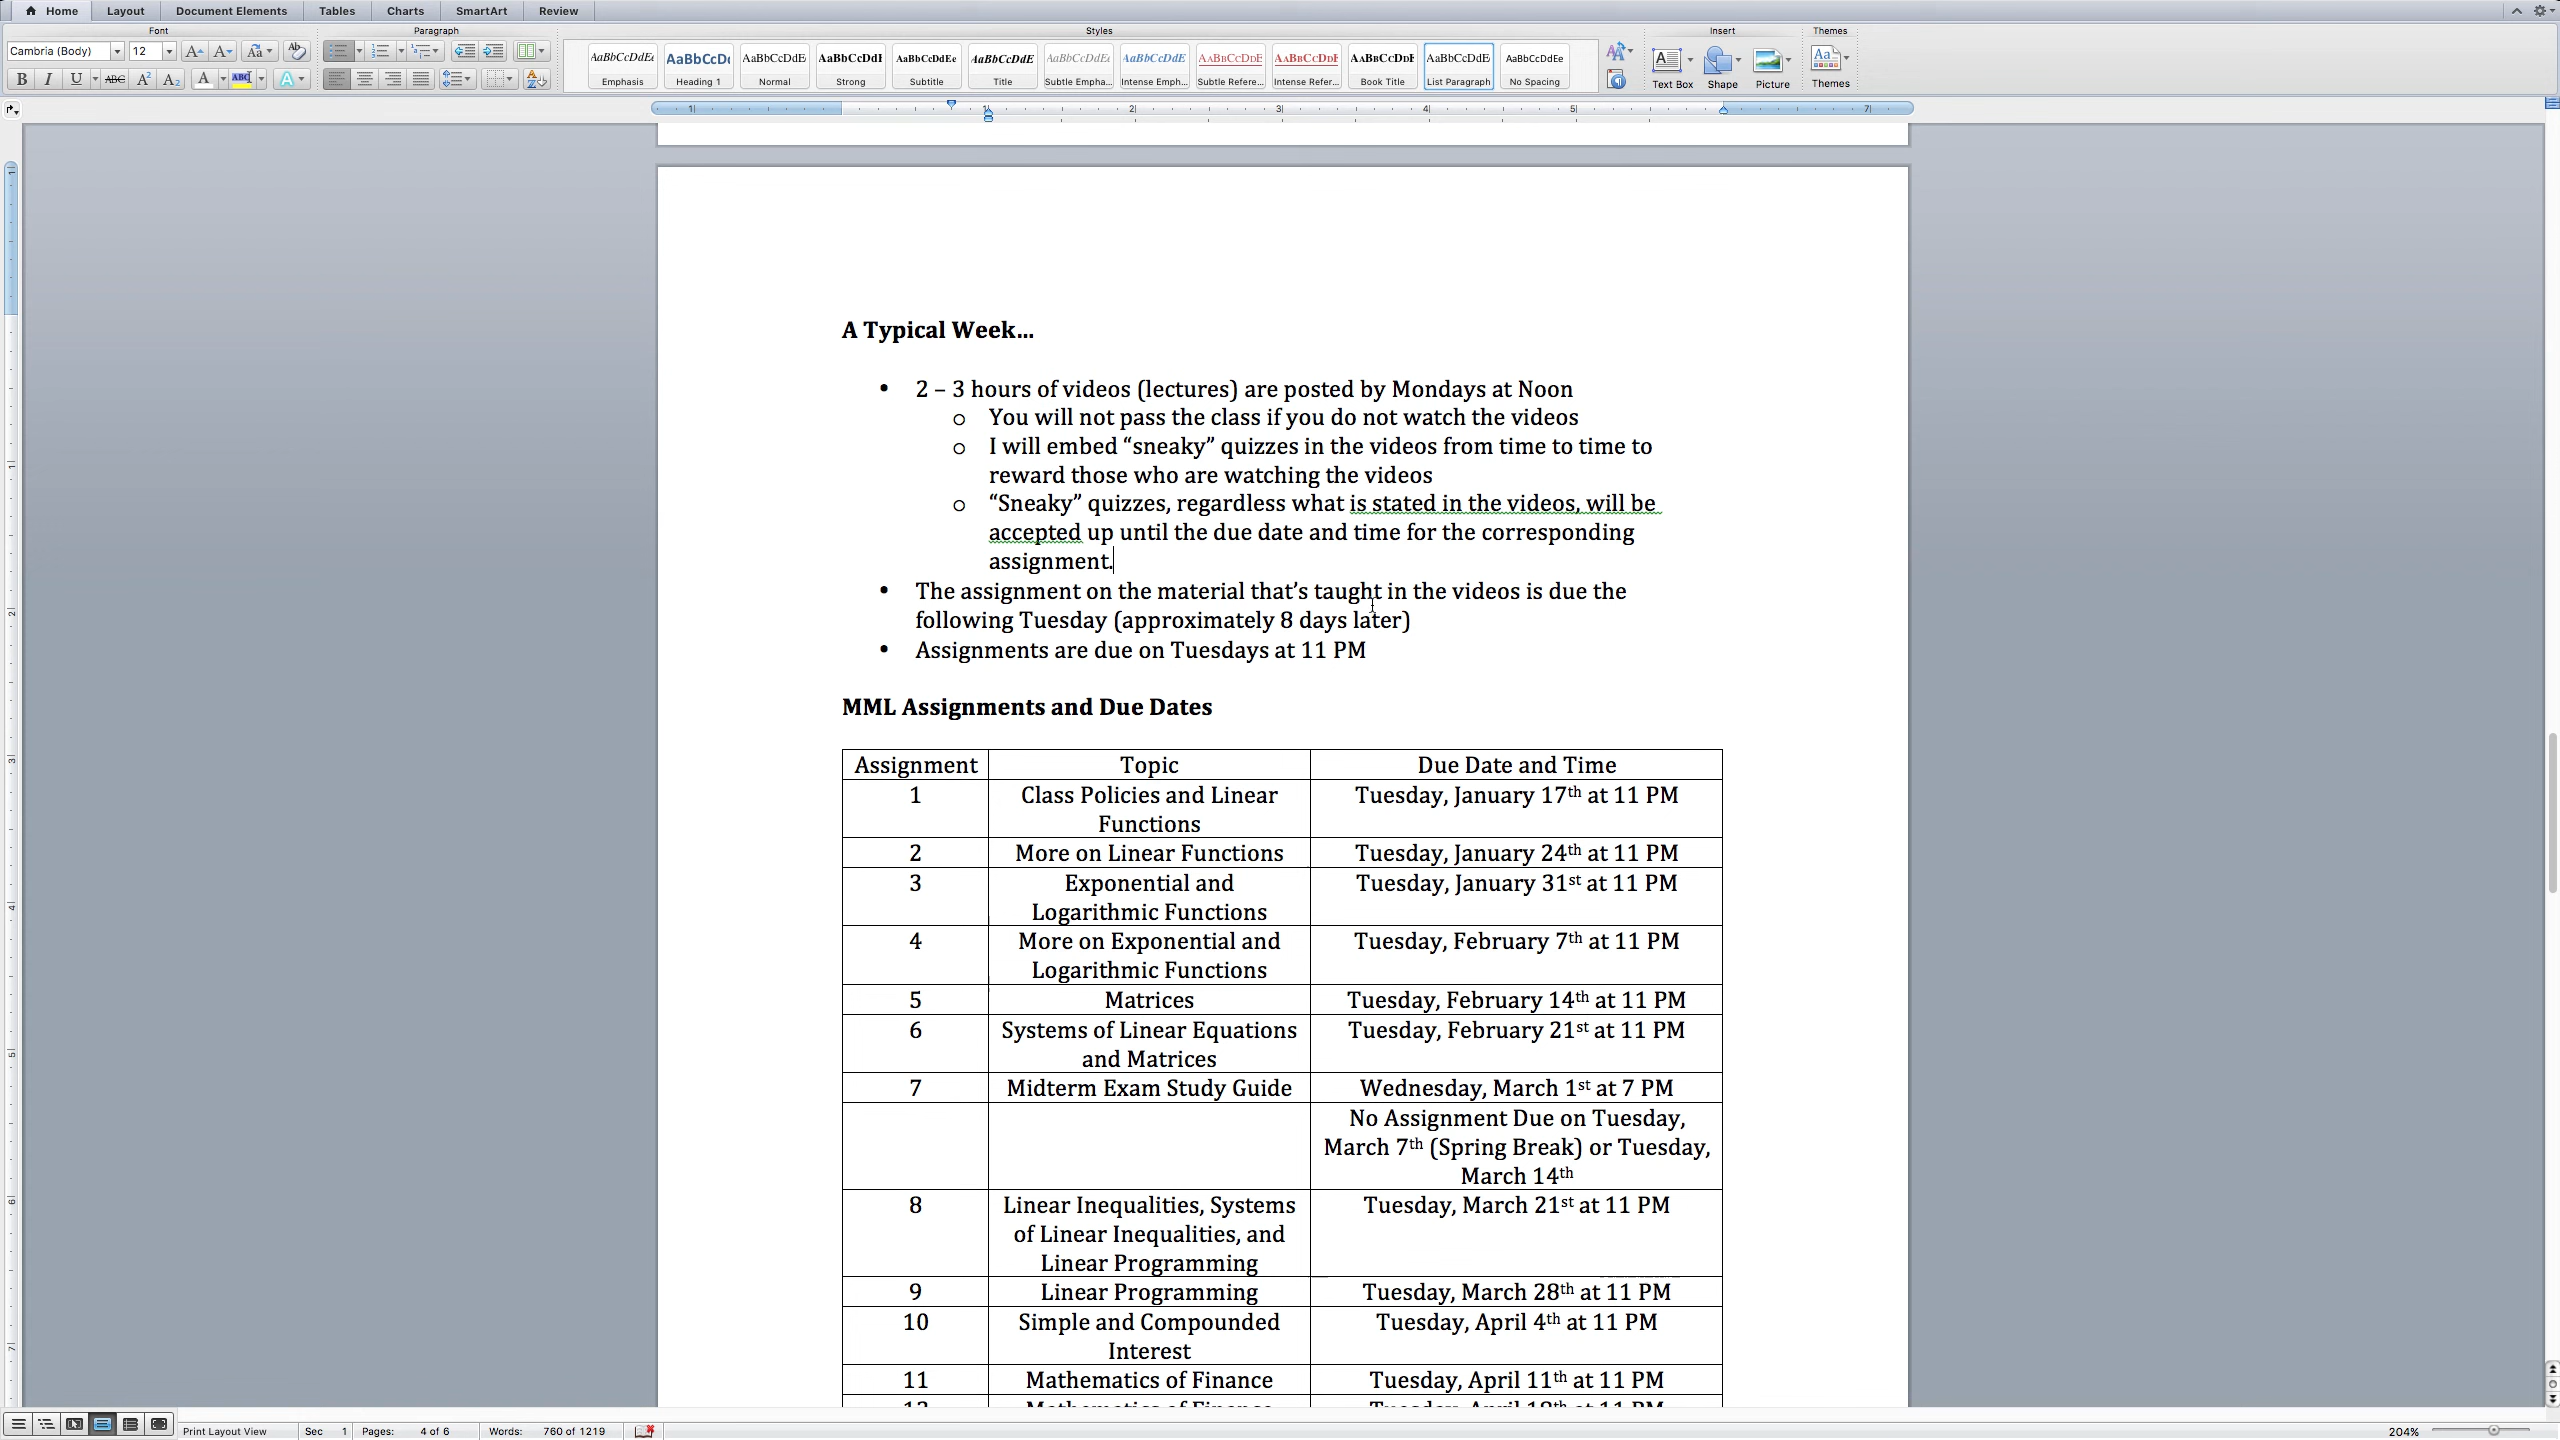 Home Layout Document Elements Tables Charts SmartArt Review
Font Paragraph Styles Insert Themes
Cambria (Body) 12
AaBbCcDdEe AaBbCcDc AaBbCcDdE AaBbCcDdE AaBbCcDdEe AaBbCcDdE AaBbCcDdEe AaBbCcDdE AaBbCcDdE AaBbCcDdE AaBbCcDdE AaBbCcDdE AaBbCcDdEe
Emphasis Heading 1 Normal Strong Subtitle Title Subtle Empha... Intense Emph... Subtle Refere... Intense Refer... Book Title List Paragraph No Spacing
Text Box Shape Picture Themes
A Typical Week...
• 2 – 3 hours of videos (lectures) are posted by Mondays at Noon
o You will not pass the class if you do not watch the videos
o I will embed “sneaky” quizzes in the videos from time to time to
reward those who are watching the videos
o “Sneaky” quizzes, regardless what is stated in the videos, will be
accepted up until the due date and time for the corresponding
assignment.
• The assignment on the material that’s taught in the videos is due the
following Tuesday (approximately 8 days later)
• Assignments are due on Tuesdays at 11 PM
MML Assignments and Due Dates
Assignment Topic Due Date and Time
1 Class Policies and Linear Tuesday, January 17th at 11 PM
Functions
2 More on Linear Functions Tuesday, January 24th at 11 PM
3 Exponential and Tuesday, January 31st at 11 PM
Logarithmic Functions
4 More on Exponential and Tuesday, February 7th at 11 PM
Logarithmic Functions
5 Matrices Tuesday, February 14th at 11 PM
6 Systems of Linear Equations Tuesday, February 21st at 11 PM
and Matrices
7 Midterm Exam Study Guide Wednesday, March 1st at 7 PM
No Assignment Due on Tuesday,
March 7th (Spring Break) or Tuesday,
March 14th
8 Linear Inequalities, Systems Tuesday, March 21st at 11 PM
of Linear Inequalities, and
Linear Programming
9 Linear Programming Tuesday, March 28th at 11 PM
10 Simple and Compounded Tuesday, April 4th at 11 PM
Interest
11 Mathematics of Finance Tuesday, April 11th at 11 PM
Print Layout View Sec 1 Pages: 4 of 6 Words: 760 of 1219 204%